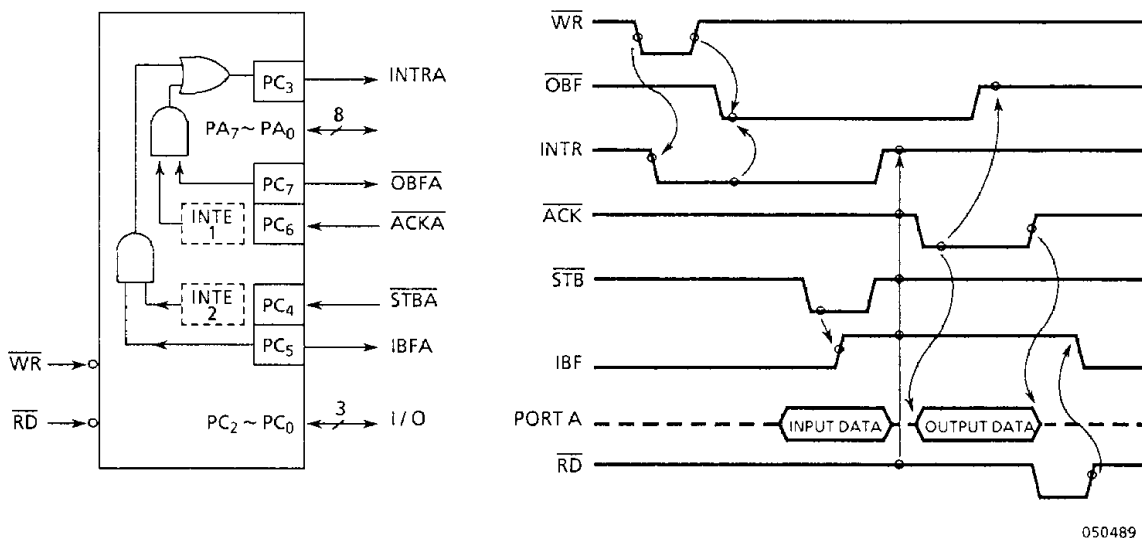 PC3
INTRA
PA7 ~ PA0
8
PC7
OBFA
INTE
1
PC6
ACKA
INTE
2
PC4
STBA
PC5
IBFA
WR
RD
PC2 ~ PC0
3
I/O
WR
OBF
INTR
ACK
STB
IBF
PORT A
INPUT DATA
OUTPUT DATA
RD
050489